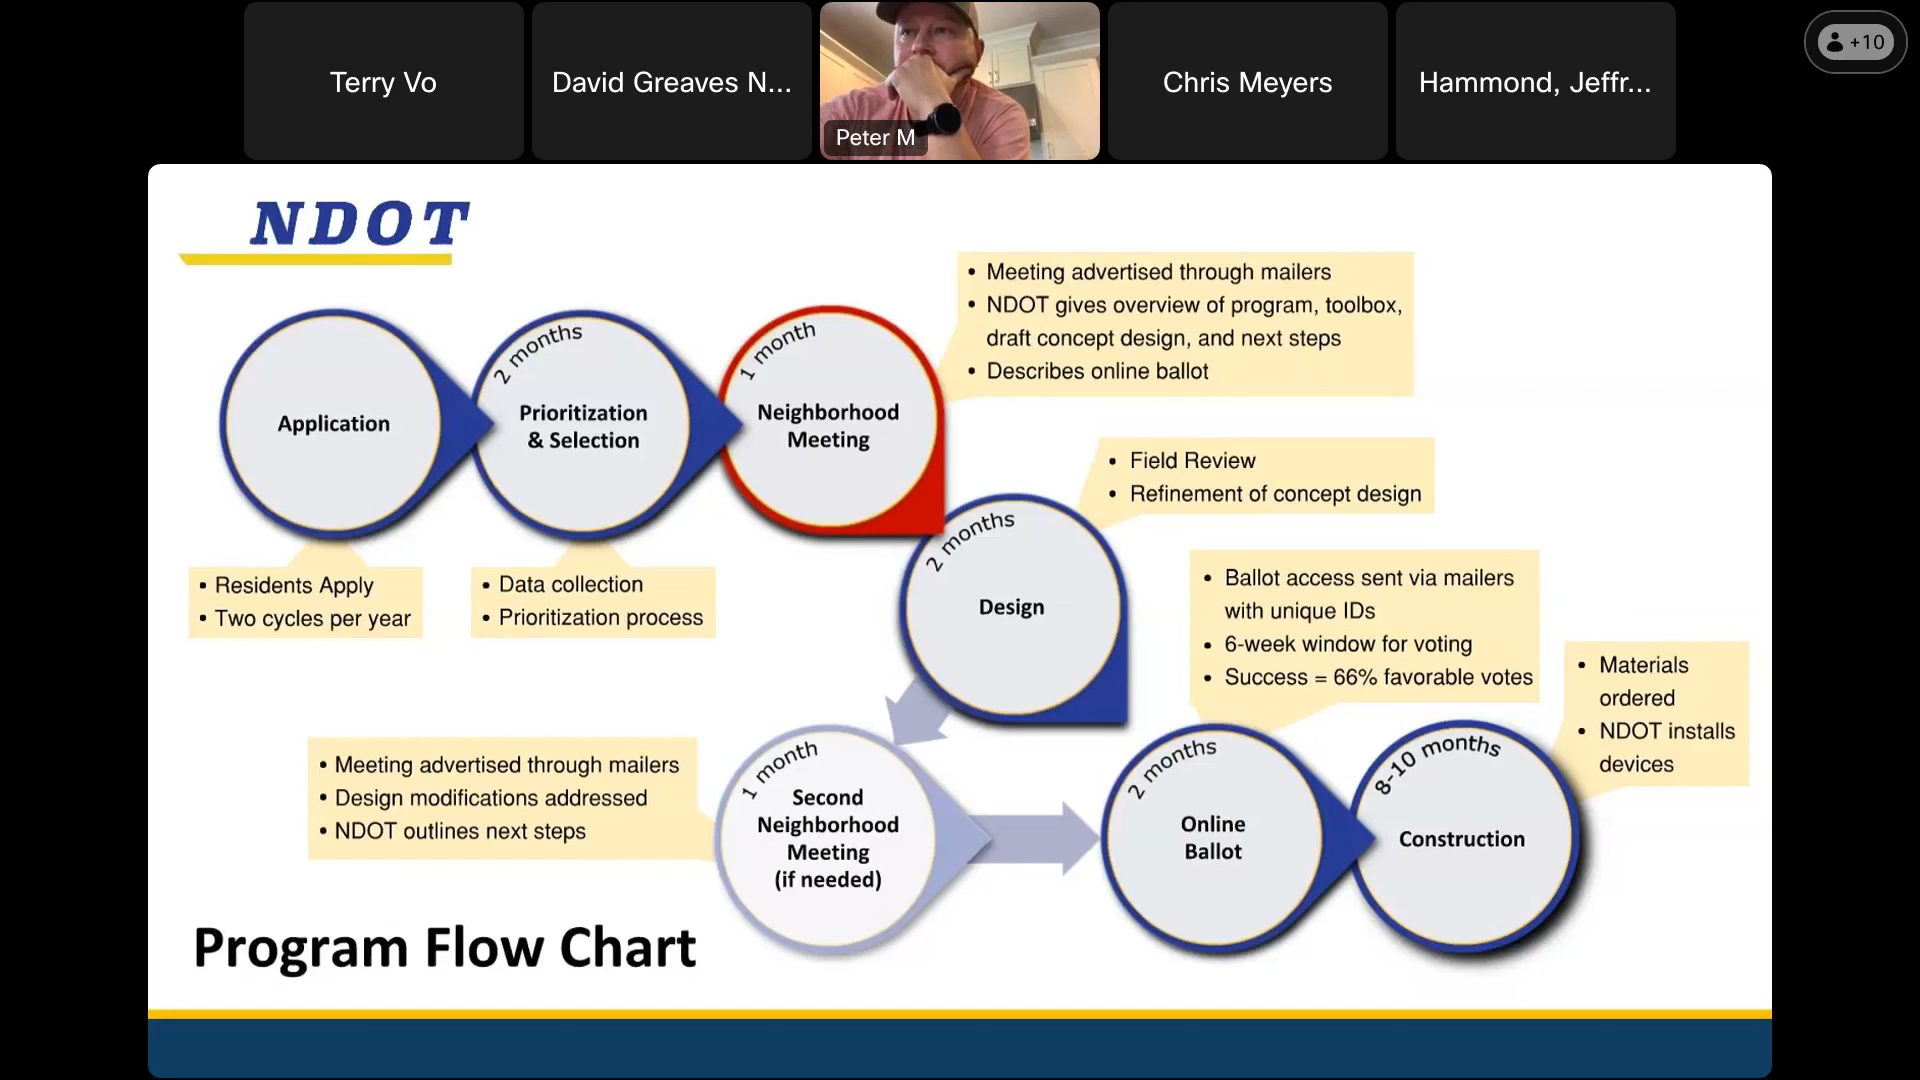 Terry Vo
David Greaves N...
Peter M
Chris Meyers
Hammond, Jeffr...
+10
NDOT
Application
• Residents Apply
• Two cycles per year
2 months
Prioritization
& Selection
• Data collection
• Prioritization process
1 month
Neighborhood
Meeting
• Meeting advertised through mailers
• NDOT gives overview of program, toolbox,
draft concept design, and next steps
• Describes online ballot
2 months
Design
• Field Review
• Refinement of concept design
1 month
Second
Neighborhood
Meeting
(if needed)
• Meeting advertised through mailers
• Design modifications addressed
• NDOT outlines next steps
2 months
Online
Ballot
• Ballot access sent via mailers
with unique IDs
• 6-week window for voting
• Success = 66% favorable votes
8-10 months
Construction
• Materials
ordered
• NDOT installs
devices
Program Flow Chart